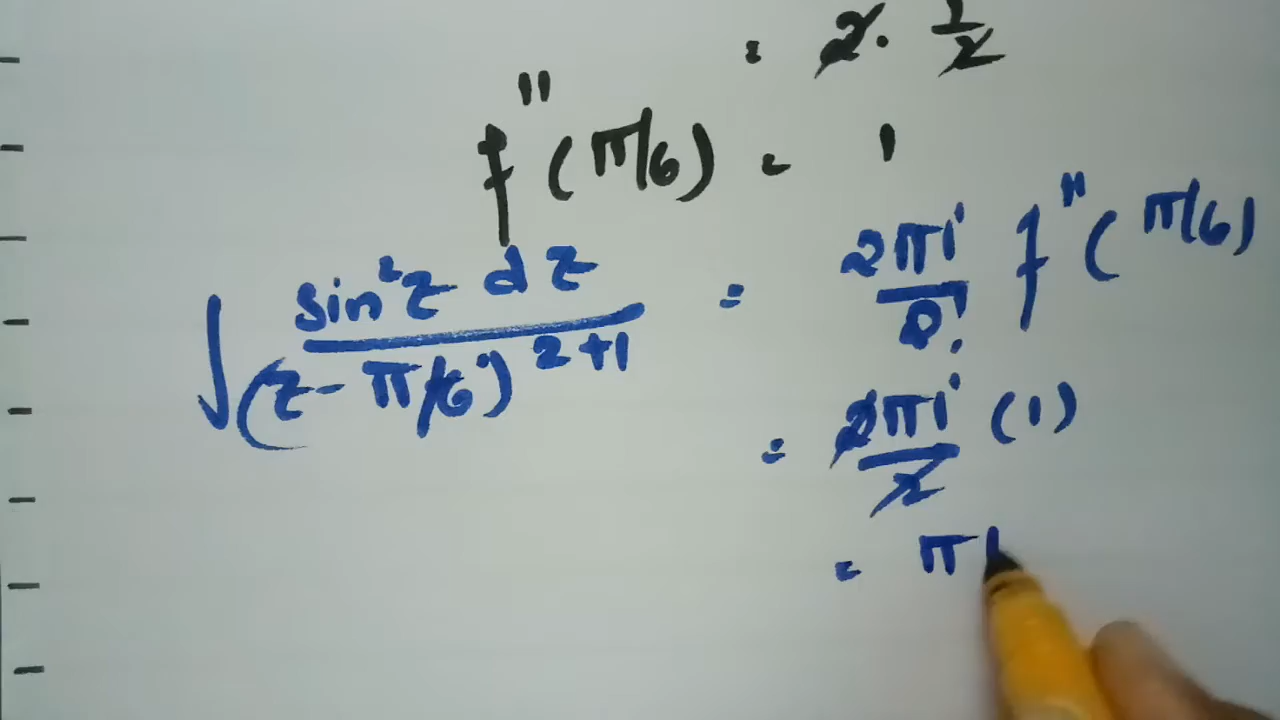 = 2 · 1/2
f''(π/6) = 1
∫ sin²z dz / (z - π/6)^(2+1) = 2πi/2! f''(π/6)
= 2πi/2 (1)
= πi